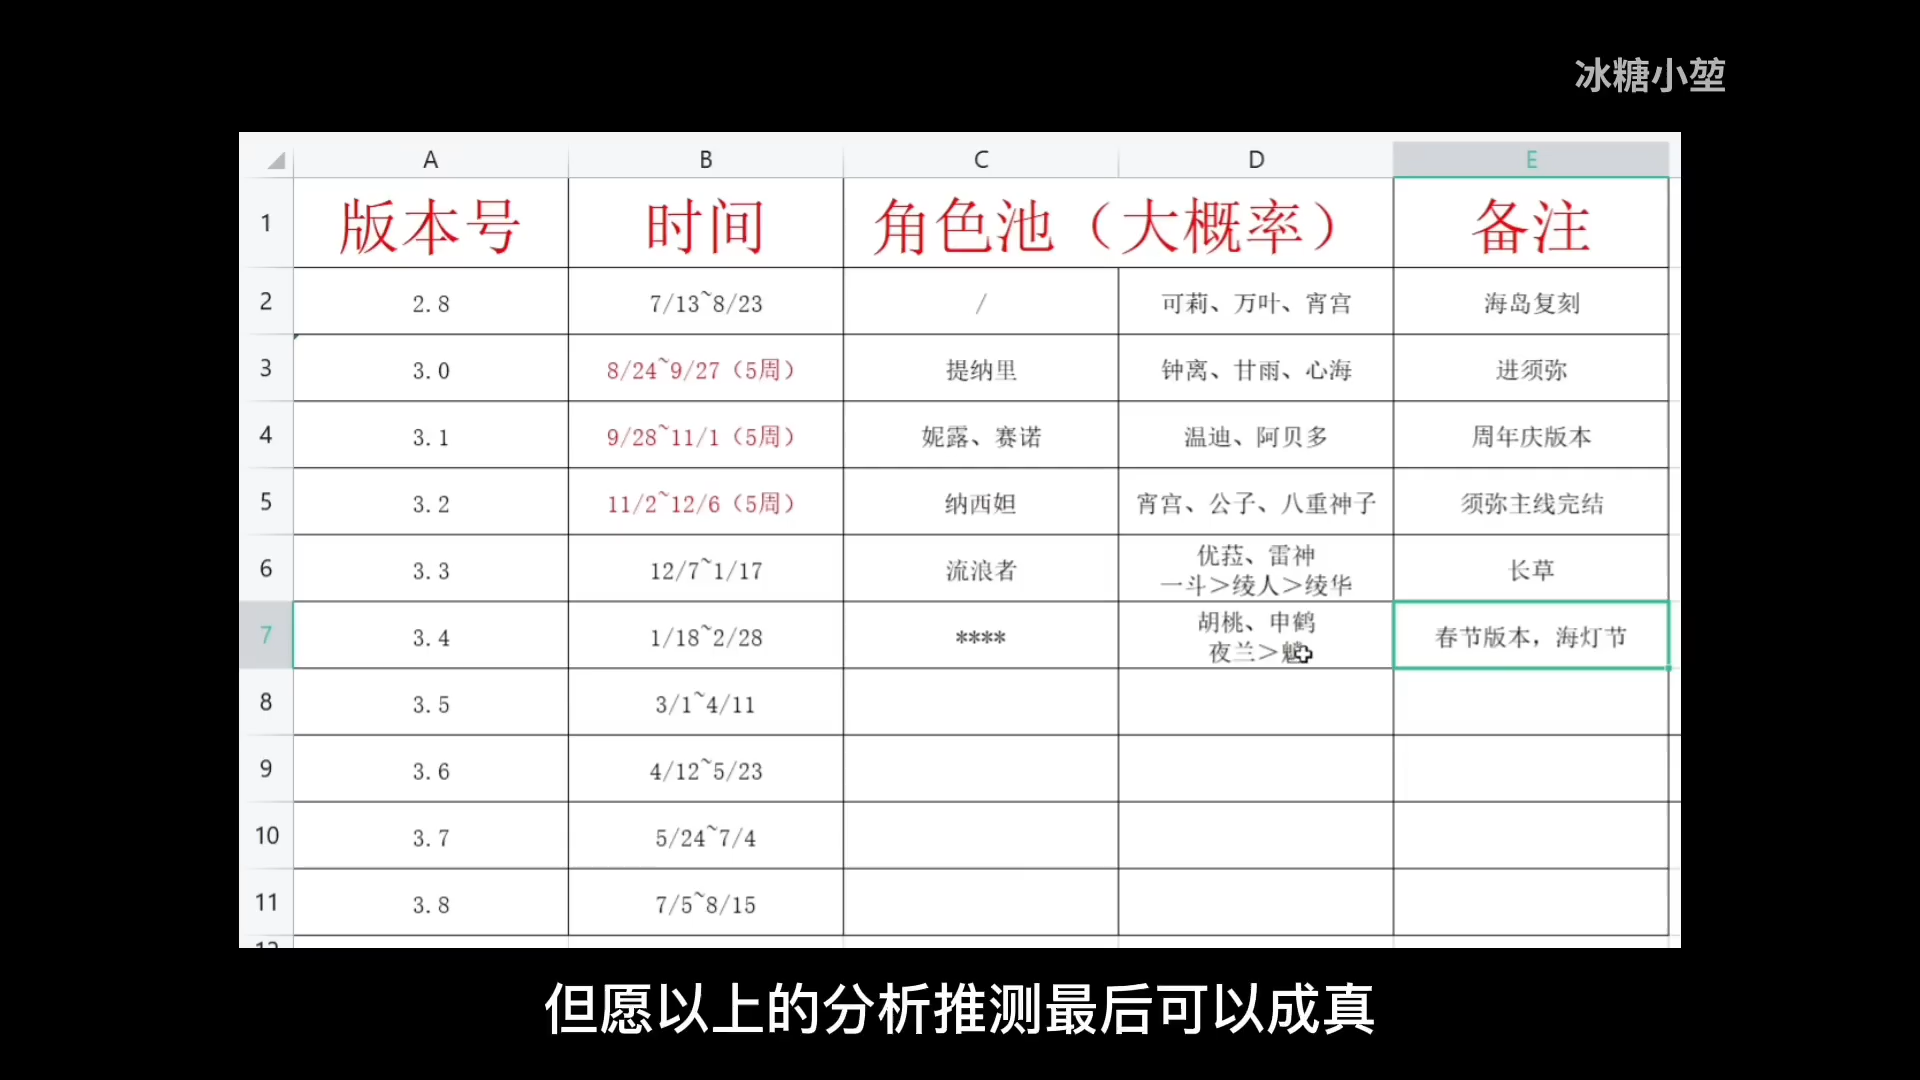 冰糖小堃
A B C D E
1 版本号 时间 角色池（大概率） 备注
2 2.8 7/13~8/23 / 可莉、万叶、宵宫 海岛复刻
3 3.0 8/24~9/27（5周） 提纳里 钟离、甘雨、心海 进须弥
4 3.1 9/28~11/1（5周） 妮露、赛诺 温迪、阿贝多 周年庆版本
5 3.2 11/2~12/6（5周） 纳西妲 宵宫、公子、八重神子 须弥主线完结
6 3.3 12/7~1/17 流浪者 优菈、雷神 长草
一斗＞绫人＞绫华
7 3.4 1/18~2/28 **** 胡桃、申鹤 春节版本，海灯节
夜兰＞魈
8 3.5 3/1~4/11
9 3.6 4/12~5/23
10 3.7 5/24~7/4
11 3.8 7/5~8/15
但愿以上的分析推测最后可以成真